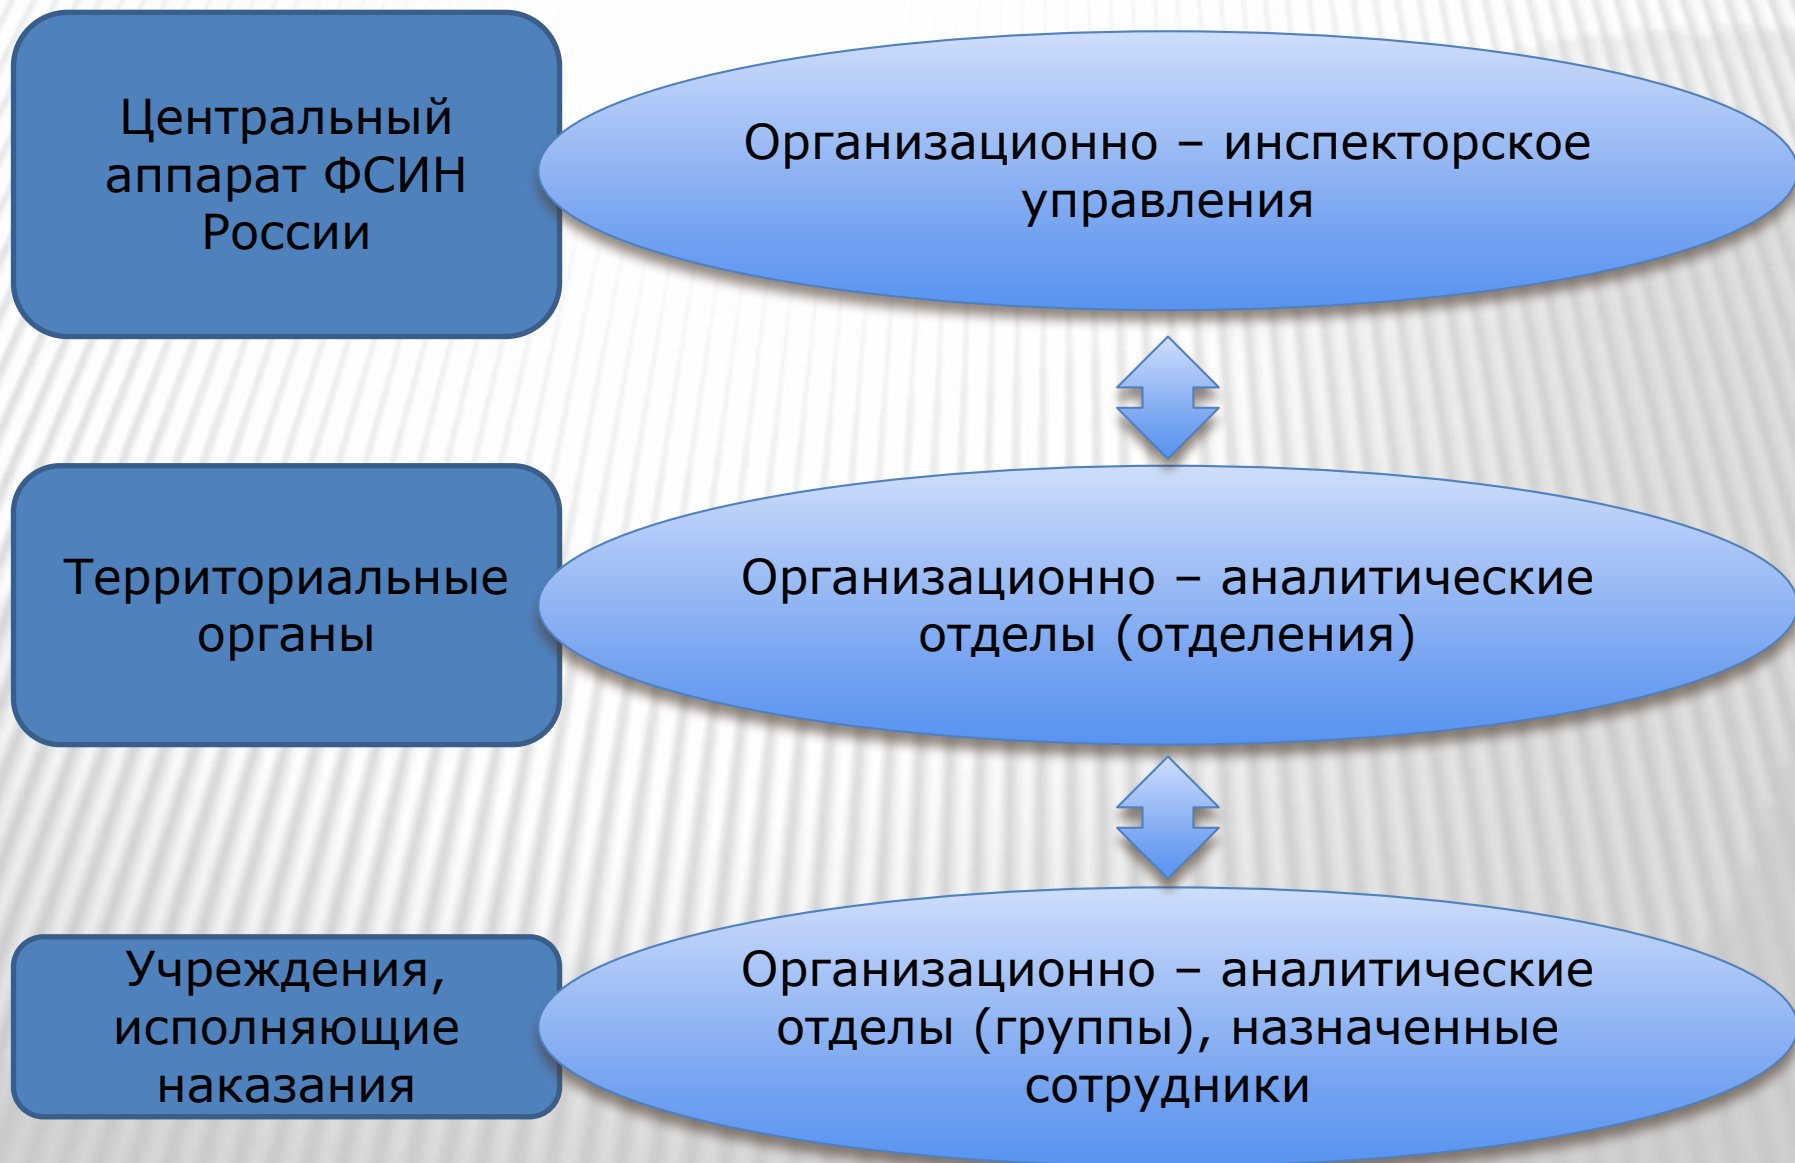 Центральный
аппарат ФСИН
России
Организационно – инспекторское
управления
Территориальные
органы
Организационно – аналитические
отделы (отделения)
Учреждения,
исполняющие
наказания
Организационно – аналитические
отделы (группы), назначенные
сотрудники